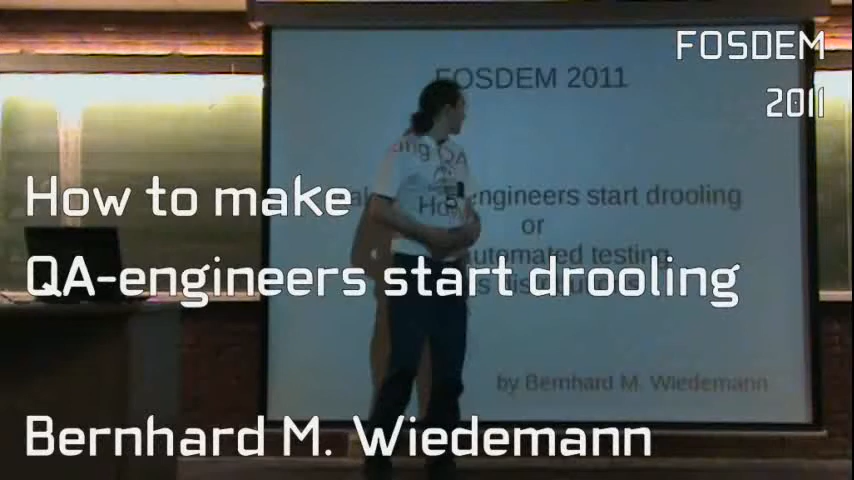 FOSDEM
2011
FOSDEM 2011
How to make
engineers start drooling
or
QA-engineers start drooling
automated testing
by Bernhard M. Wiedemann
Bernhard M. Wiedemann